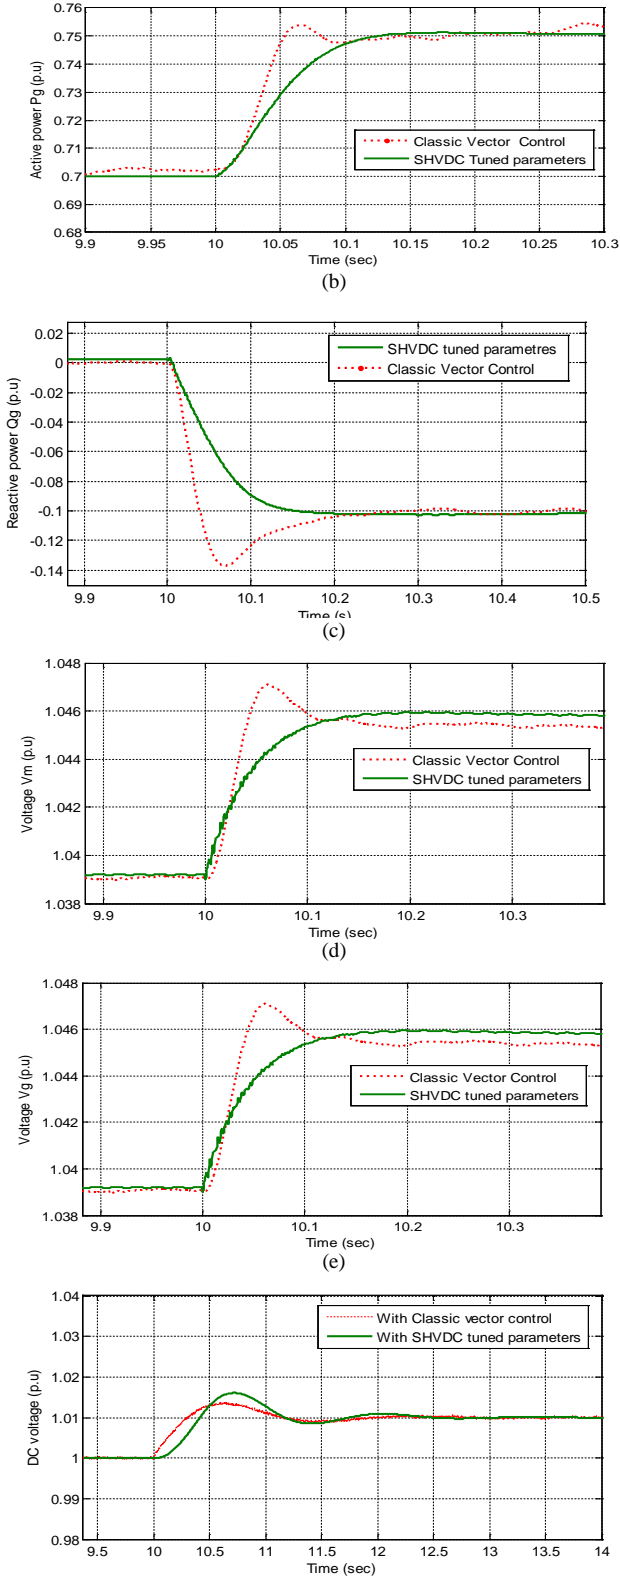 0.76
0.75
0.74
0.73
0.72
0.71
0.7
0.69
0.68
Active power Pg (p.u)
Classic Vector Control
SHVDC Tuned parameters
9.9 9.95 10 10.05 10.1 10.15 10.2 10.25 10.3
Time (sec)
(b)
0.02
0
-0.02
-0.04
-0.06
-0.08
-0.1
-0.12
-0.14
Reactive power Qg (p.u)
SHVDC tuned parametres
Classic Vector Control
9.9 10 10.1 10.2 10.3 10.4 10.5
Time (s)
(c)
1.048
1.046
1.044
1.042
1.04
1.038
Voltage Vm (p.u)
Classic Vector Control
SHVDC tuned parameters
9.9 10 10.1 10.2 10.3
Time (sec)
(d)
1.048
1.046
1.044
1.042
1.04
1.038
Voltage Vg (p.u)
Classic Vector Control
SHVDC tuned parameters
9.9 10 10.1 10.2 10.3
Time (sec)
(e)
1.04
1.03
1.02
1.01
1
0.99
0.98
DC voltage (p.u)
With Classic vector control
With SHVDC tuned parameters
9.5 10 10.5 11 11.5 12 12.5 13 13.5 14
Time (sec)